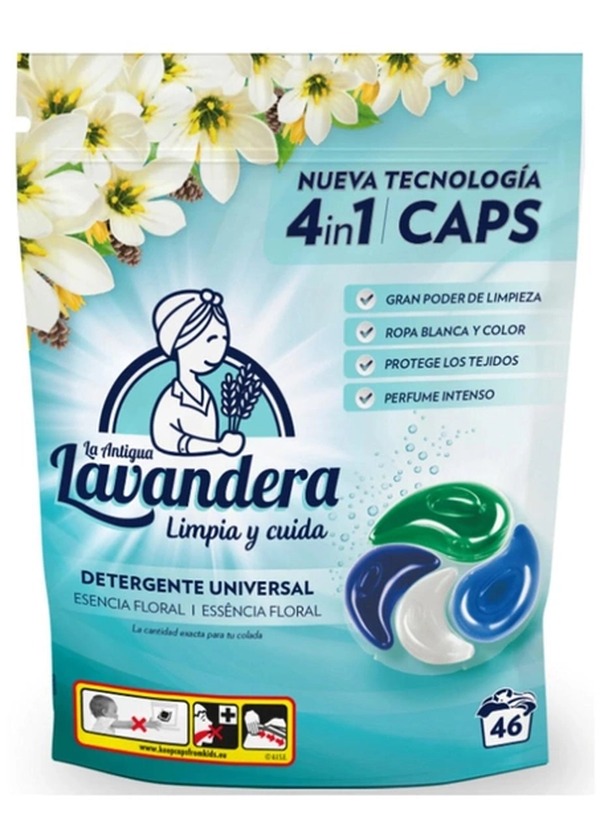 NUEVA TECNOLOGÍA
4in1 | CAPS
GRAN PODER DE LIMPIEZA
ROPA BLANCA Y COLOR
PROTEGE LOS TEJIDOS
PERFUME INTENSO
La Antigua
Lavandera
Limpia y cuida
DETERGENTE UNIVERSAL
ESENCIA FLORAL | ESSÊNCIA FLORAL
La cantidad exacta para tu colada
www.keepcapsfromkids.eu
© A.I.S.E.
46